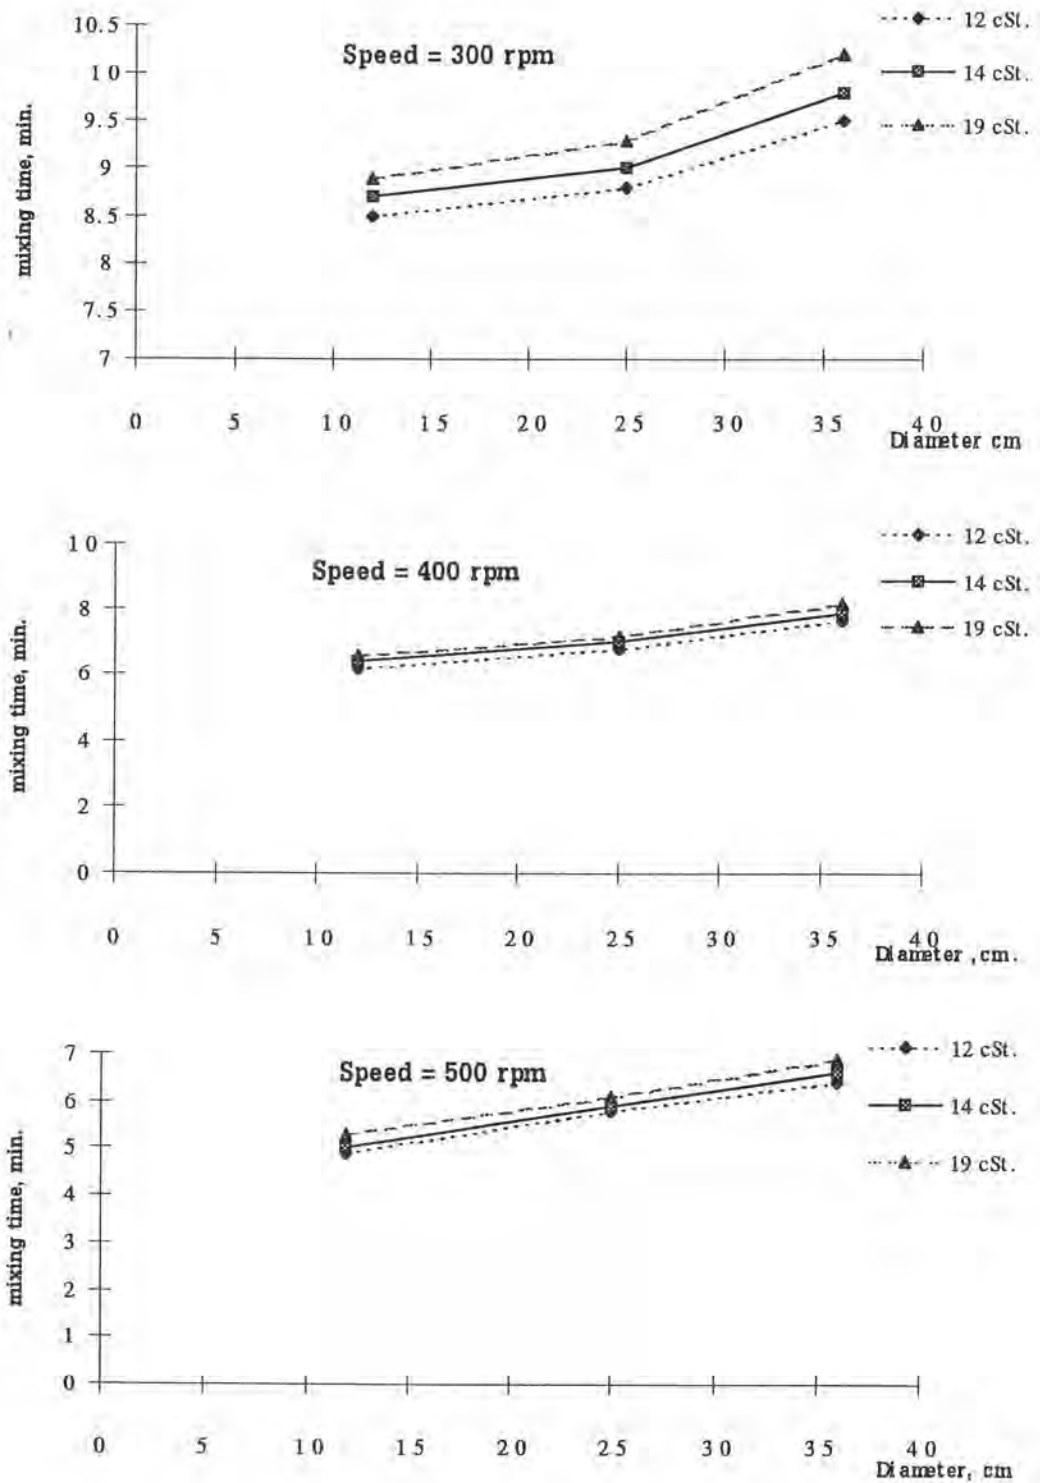 Speed = 300 rpm
mixing time, min.
10.5
10
9.5
9
8.5
8
7.5
7
0 5 10 15 20 25 30 35 40
Diameter cm
12 cSt.
14 cSt.
19 cSt.
Speed = 400 rpm
mixing time, min.
10
8
6
4
2
0
0 5 10 15 20 25 30 35 40
Diameter ,cm.
12 cSt.
14 cSt.
19 cSt.
Speed = 500 rpm
mixing time, min.
7
6
5
4
3
2
1
0
0 5 10 15 20 25 30 35 40
Diameter, cm
12 cSt.
14 cSt.
19 cSt.